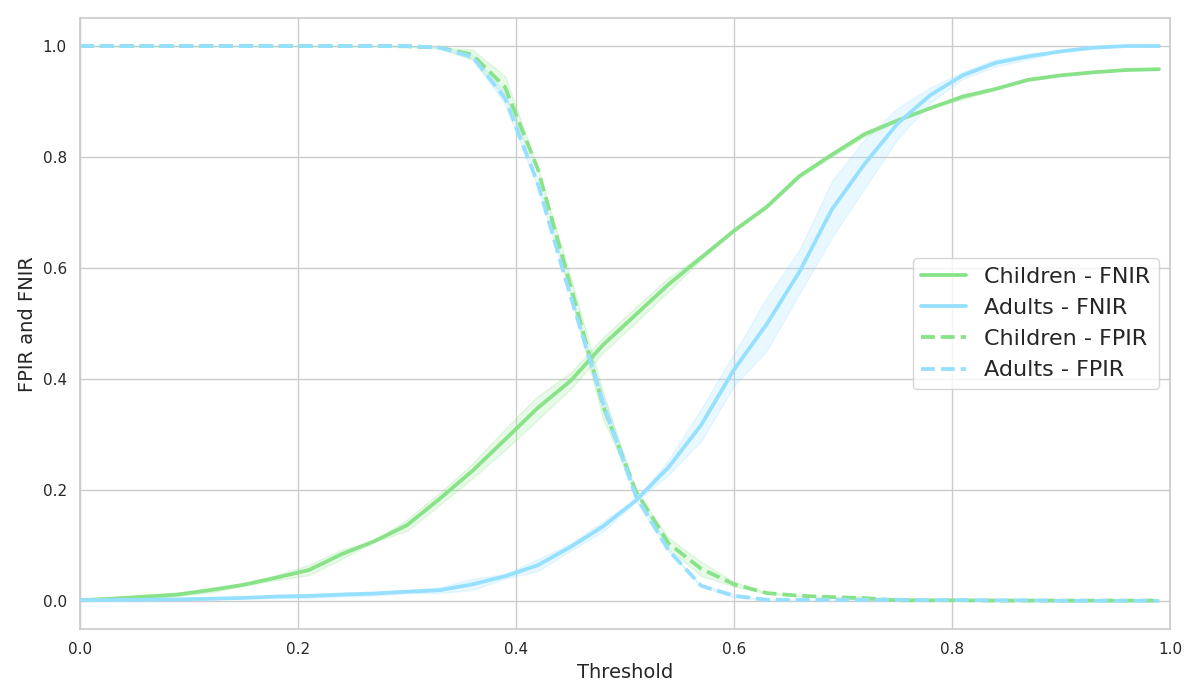 FPIR and FNIR
1.0
0.8
0.6
0.4
0.2
0.0
Children - FNIR
Adults - FNIR
Children - FPIR
Adults - FPIR
0.0 0.2 0.4 0.6 0.8 1.0
Threshold